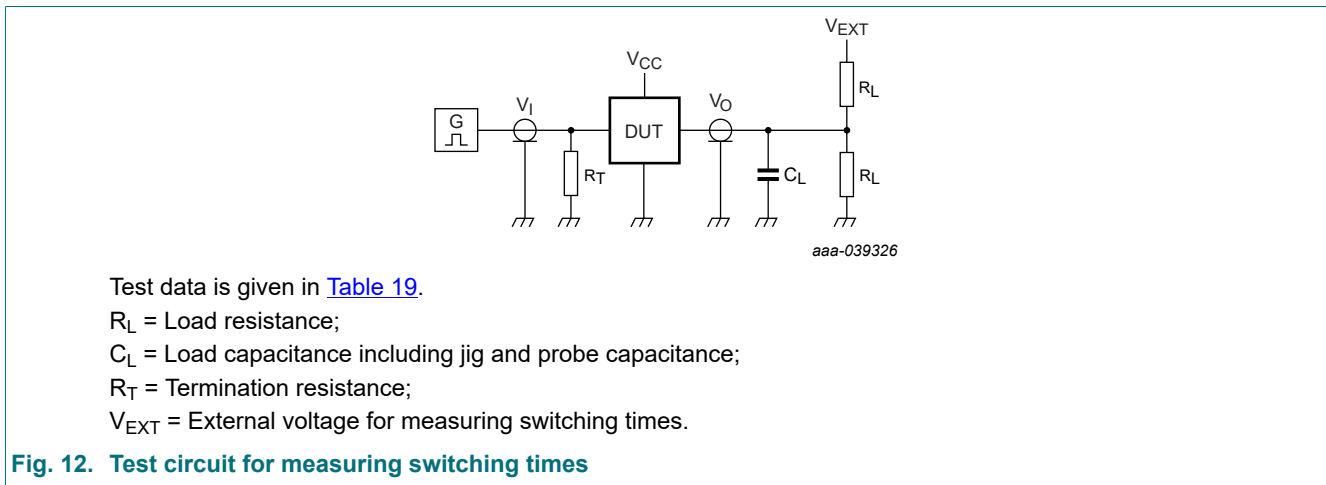 VEXT
RL
VCC
VI
VO
G
DUT
RT
CL
RL
aaa-039326
Test data is given in Table 19.
RL = Load resistance;
CL = Load capacitance including jig and probe capacitance;
RT = Termination resistance;
VEXT = External voltage for measuring switching times.
Fig. 12. Test circuit for measuring switching times